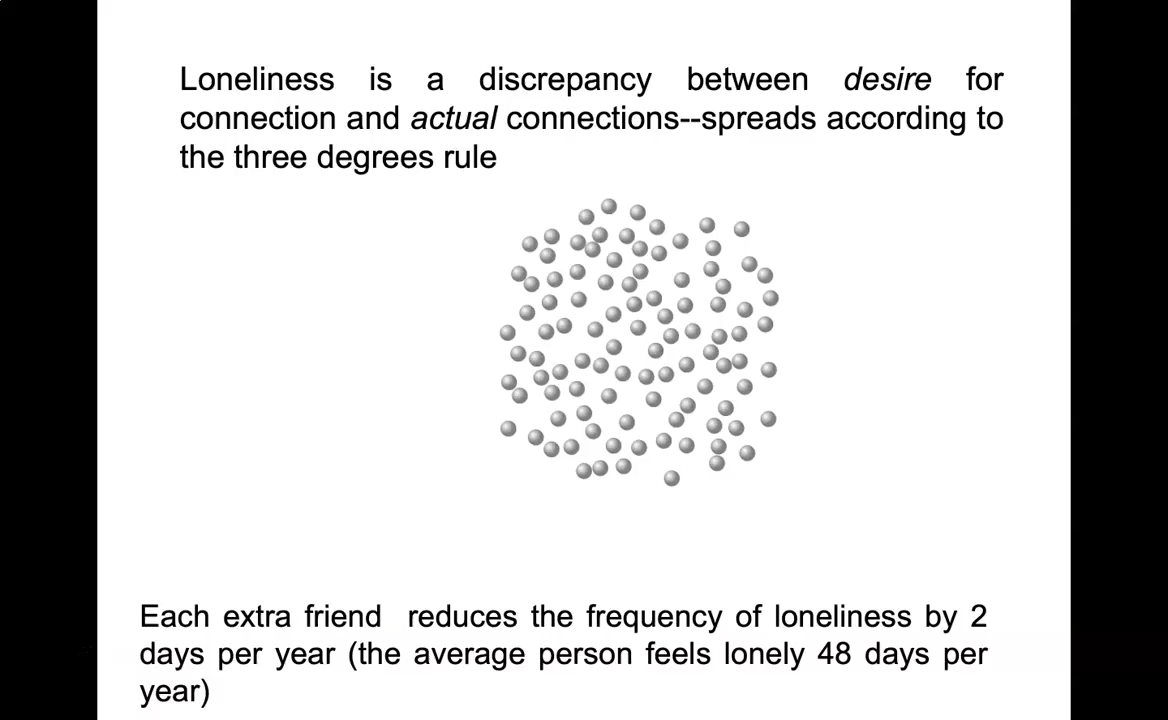 Loneliness is a discrepancy between desire for
connection and actual connections--spreads according to
the three degrees rule
Each extra friend reduces the frequency of loneliness by 2
days per year (the average person feels lonely 48 days per
year)